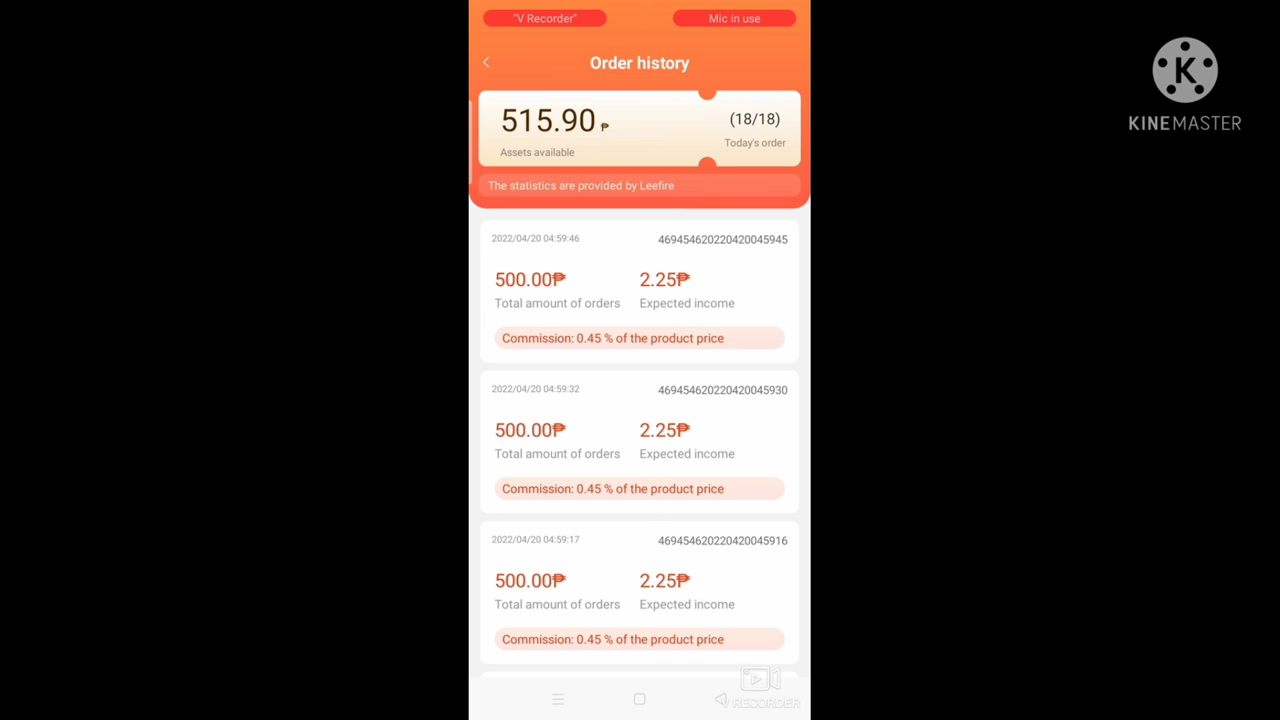 "V Recorder"
Mic in use
Order history
515.90 ₱
(18/18)
Assets available
Today's order
The statistics are provided by Leefire
2022/04/20 04:59:46
469454620220420045945
500.00₱
2.25₱
Total amount of orders
Expected income
Commission: 0.45 % of the product price
2022/04/20 04:59:32
469454620220420045930
500.00₱
2.25₱
Total amount of orders
Expected income
Commission: 0.45 % of the product price
2022/04/20 04:59:17
469454620220420045916
500.00₱
2.25₱
Total amount of orders
Expected income
Commission: 0.45 % of the product price
RECORDER
K
KINEMASTER